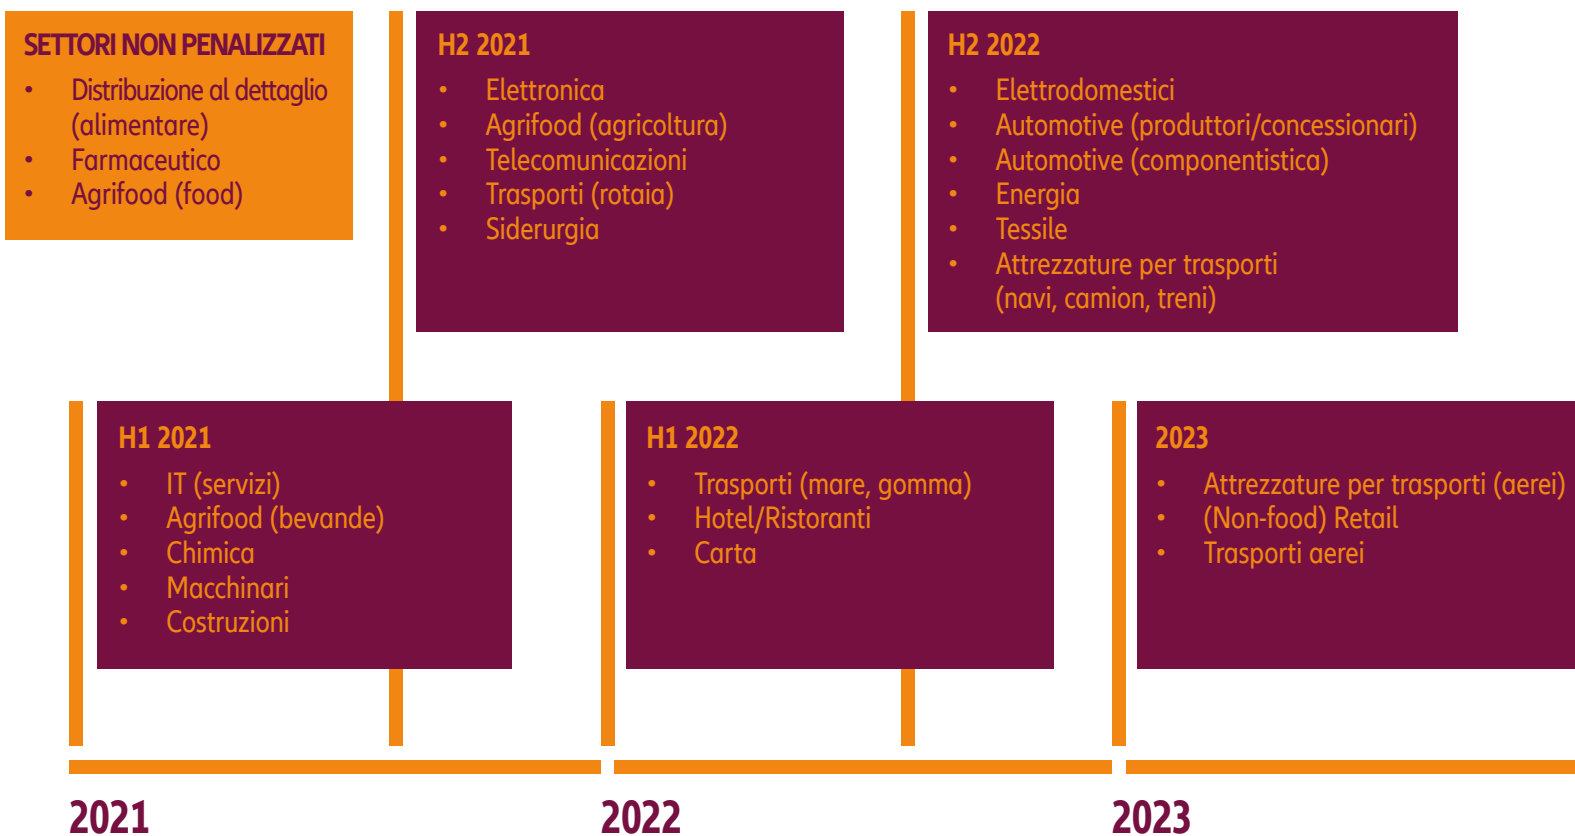 SETTORI NON PENALIZZATI
• Distribuzione al dettaglio
(alimentare)
• Farmaceutico
• Agrifood (food)
H2 2021
• Elettronica
• Agrifood (agricoltura)
• Telecomunicazioni
• Trasporti (rotaia)
• Siderurgia
H2 2022
• Elettrodomestici
• Automotive (produttori/concessionari)
• Automotive (componentistica)
• Energia
• Tessile
• Attrezzature per trasporti
(navi, camion, treni)
H1 2021
• IT (servizi)
• Agrifood (bevande)
• Chimica
• Macchinari
• Costruzioni
H1 2022
• Trasporti (mare, gomma)
• Hotel/Ristoranti
• Carta
2023
• Attrezzature per trasporti (aerei)
• (Non-food) Retail
• Trasporti aerei
2021
2022
2023